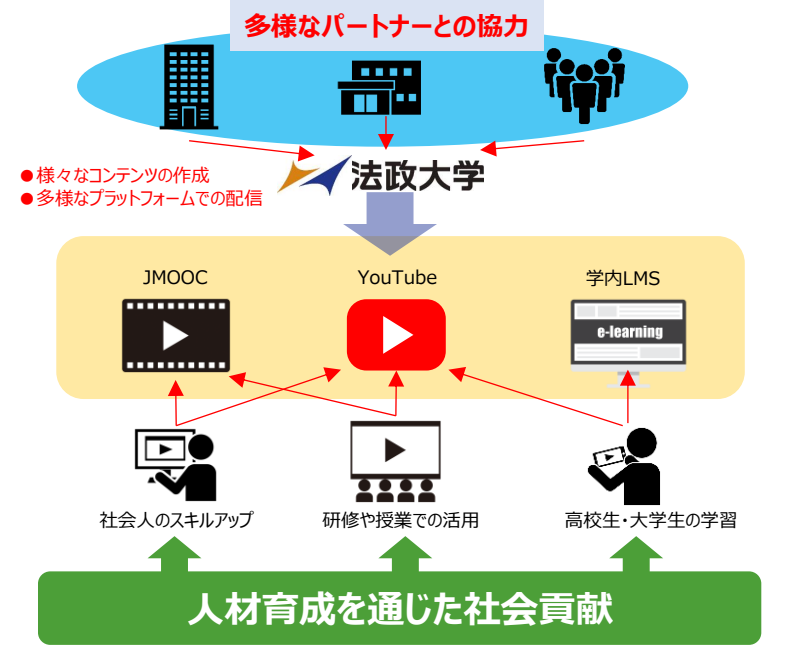 多様なパートナーとの協力
●様々なコンテンツの作成
●多様なプラットフォームでの配信
法政大学
JMOOC
YouTube
学内LMS
e-learning
社会人のスキルアップ
研修や授業での活用
高校生・大学生の学習
人材育成を通じた社会貢献